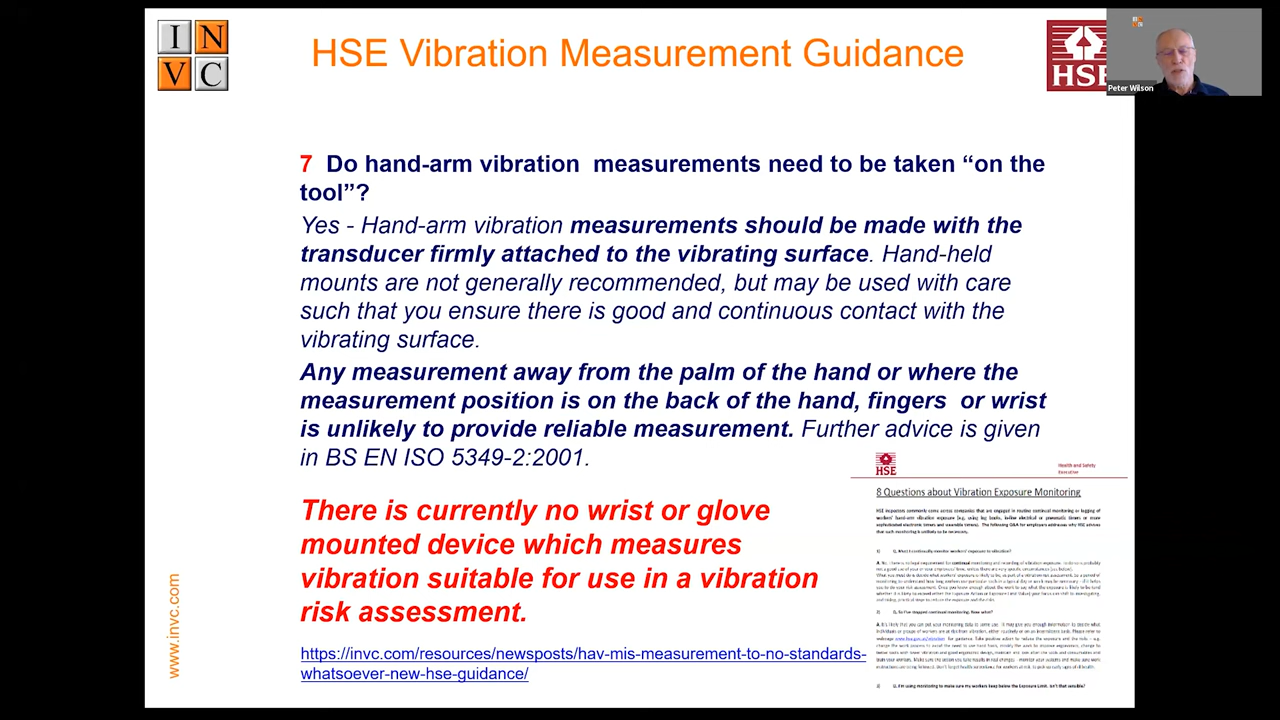 I N
V C
HSE Vibration Measurement Guidance
HSE
Peter Wilson
7 Do hand-arm vibration measurements need to be taken “on the
tool”?
Yes - Hand-arm vibration measurements should be made with the
transducer firmly attached to the vibrating surface. Hand-held
mounts are not generally recommended, but may be used with care
such that you ensure there is good and continuous contact with the
vibrating surface.
Any measurement away from the palm of the hand or where the
measurement position is on the back of the hand, fingers or wrist
is unlikely to provide reliable measurement. Further advice is given
in BS EN ISO 5349-2:2001.
There is currently no wrist or glove
mounted device which measures
vibration suitable for use in a vibration
risk assessment.
https://invc.com/resources/newsposts/hav-mis-measurement-to-no-standards-
whatsoever-new-hse-guidance/
www.invc.com
HSE
Health and Safety
Executive
8 Questions about Vibration Exposure Monitoring